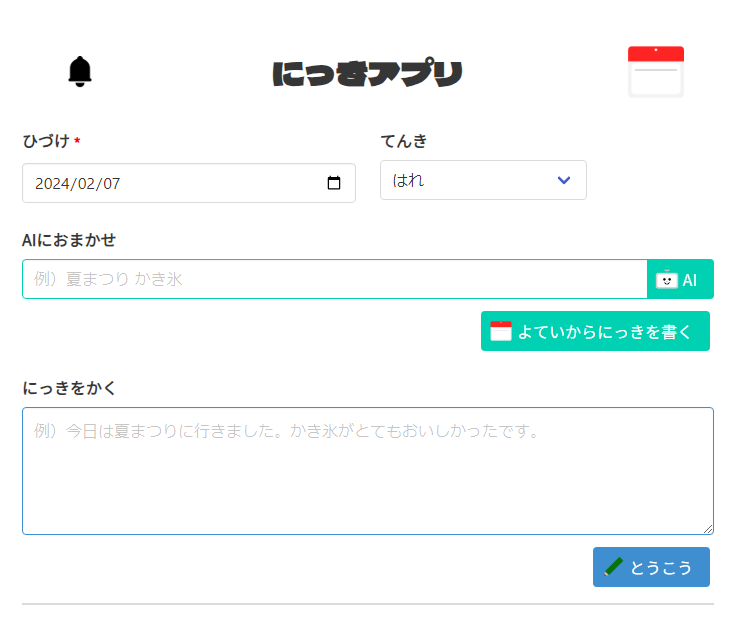 にっきアプリ
ひづけ *
てんき
2024/02/07
はれ
AIにおまかせ
例）夏まつり かき氷
AI
よていからにっきを書く
にっきをかく
例）今日は夏まつりに行きました。かき氷がとてもおいしかったです。
とうこう